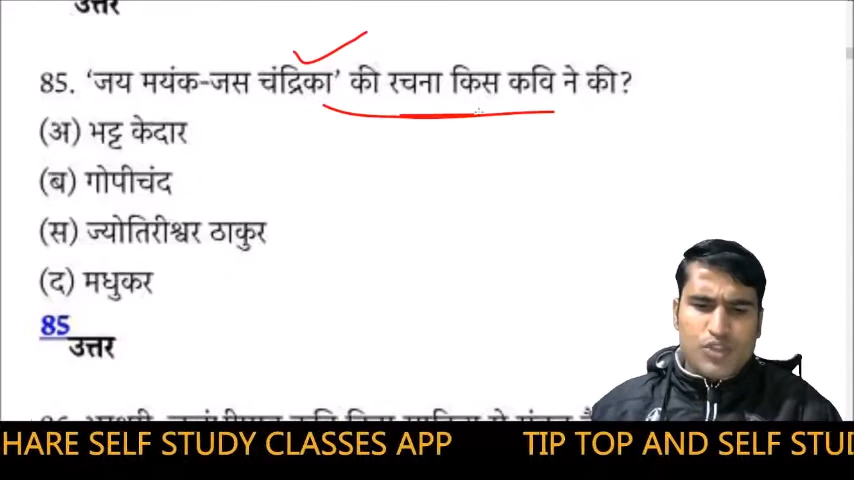 उत्तर
85. 'जय मयंक-जस चंद्रिका' की रचना किस कवि ने की?
(अ) भट्ट केदार
(ब) गोपीचंद
(स) ज्योतिरीश्वर ठाकुर
(द) मधुकर
85
उत्तर
HARE SELF STUDY CLASSES APP TIP TOP AND SELF STUD